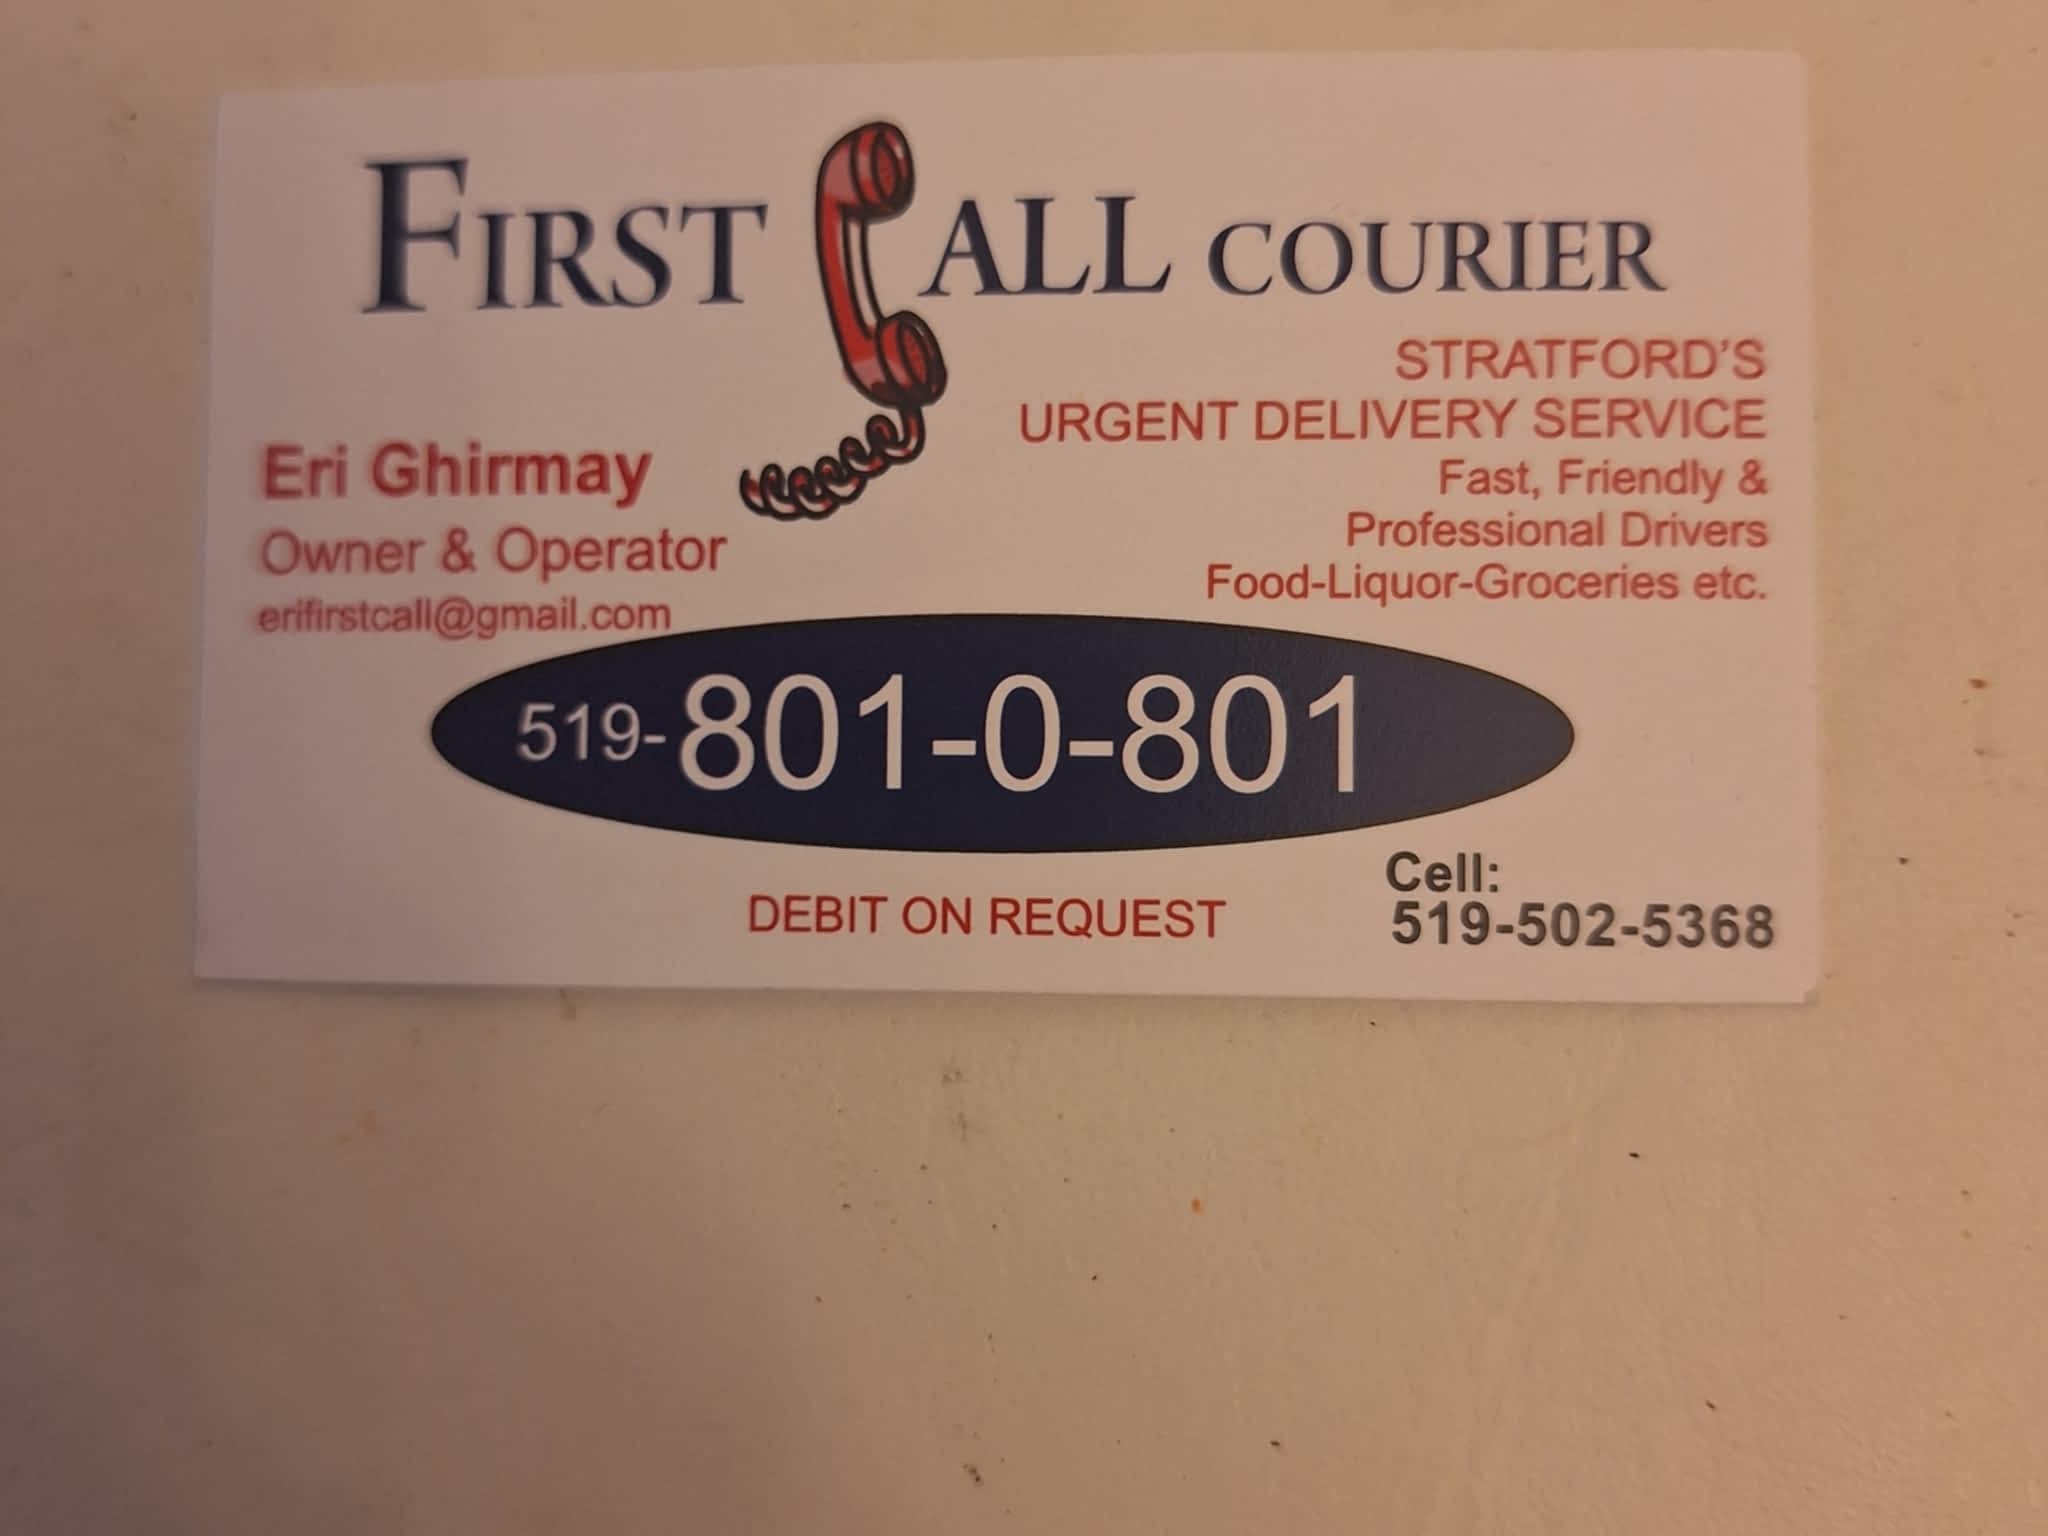 FIRST CALL COURIER
STRATFORD'S
URGENT DELIVERY SERVICE
Fast, Friendly &
Professional Drivers
Food-Liquor-Groceries etc.
Eri Ghirmay
Owner & Operator
erifirstcall@gmail.com
519-801-0-801
DEBIT ON REQUEST
Cell:
519-502-5368